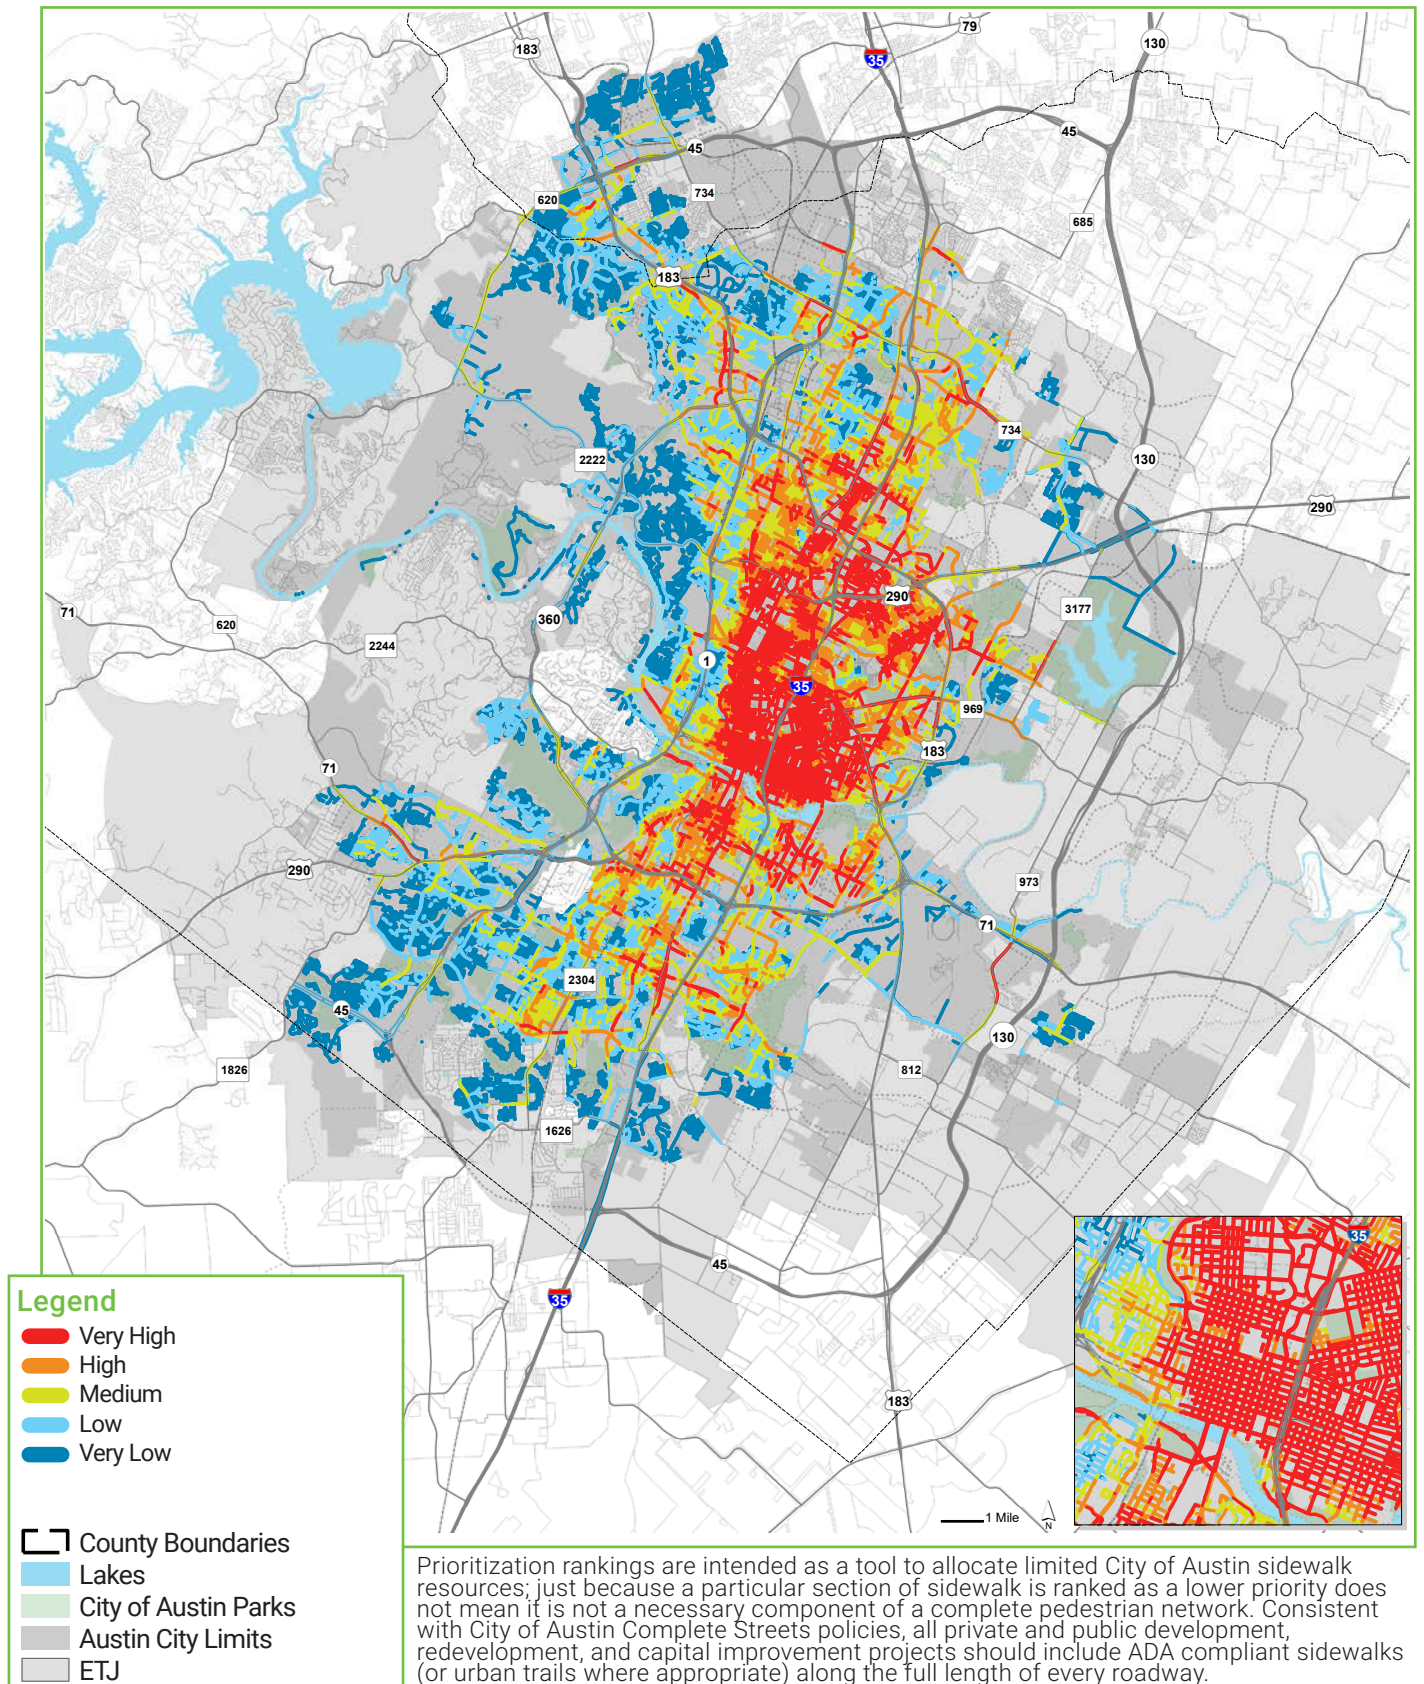 183
79
130
35
45
45
620
734
685
183
734
2222
130
290
71
620
2244
360
290
3177
1
35
969
183
71
290
973
71
2304
45
130
1826
812
1626
45
35
35
183
1 Mile
N
Legend
Very High
High
Medium
Low
Very Low
County Boundaries
Lakes
City of Austin Parks
Austin City Limits
ETJ
Prioritization rankings are intended as a tool to allocate limited City of Austin sidewalk
resources; just because a particular section of sidewalk is ranked as a lower priority does
not mean it is not a necessary component of a complete pedestrian network. Consistent
with City of Austin Complete Streets policies, all private and public development,
redevelopment, and capital improvement projects should include ADA compliant sidewalks
(or urban trails where appropriate) along the full length of every roadway.